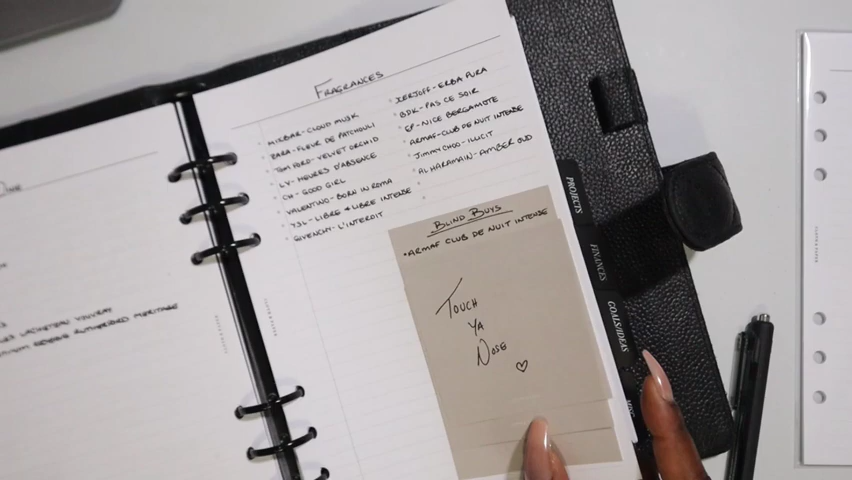 FRAGRANCES
MIZBAR - CLOUD MUSK
ZARA - FLEUR DE PATCHOULI
TOM FORD - VELVET ORCHID
LV - HEURES D'ABSENCE
CH - GOOD GIRL
VALENTINO - BORN IN ROMA
YSL - LIBRE & LIBRE INTENSE
GIVENCHY - L'INTERDIT
XERJOFF - ERBA PURA
BDK - PAS CE SOIR
EP - NICE BERGAMOTE
ARMAF - CLUB DE NUIT INTENSE
JIMMY CHOO - ILLICIT
AL HARAMAIN - AMBER OUD
BLIND BUYS
• ARMAF CLUB DE NUIT INTENSE
TOUCH
YA
NOSE
PROJECTS
FINANCES
GOALS/IDEAS